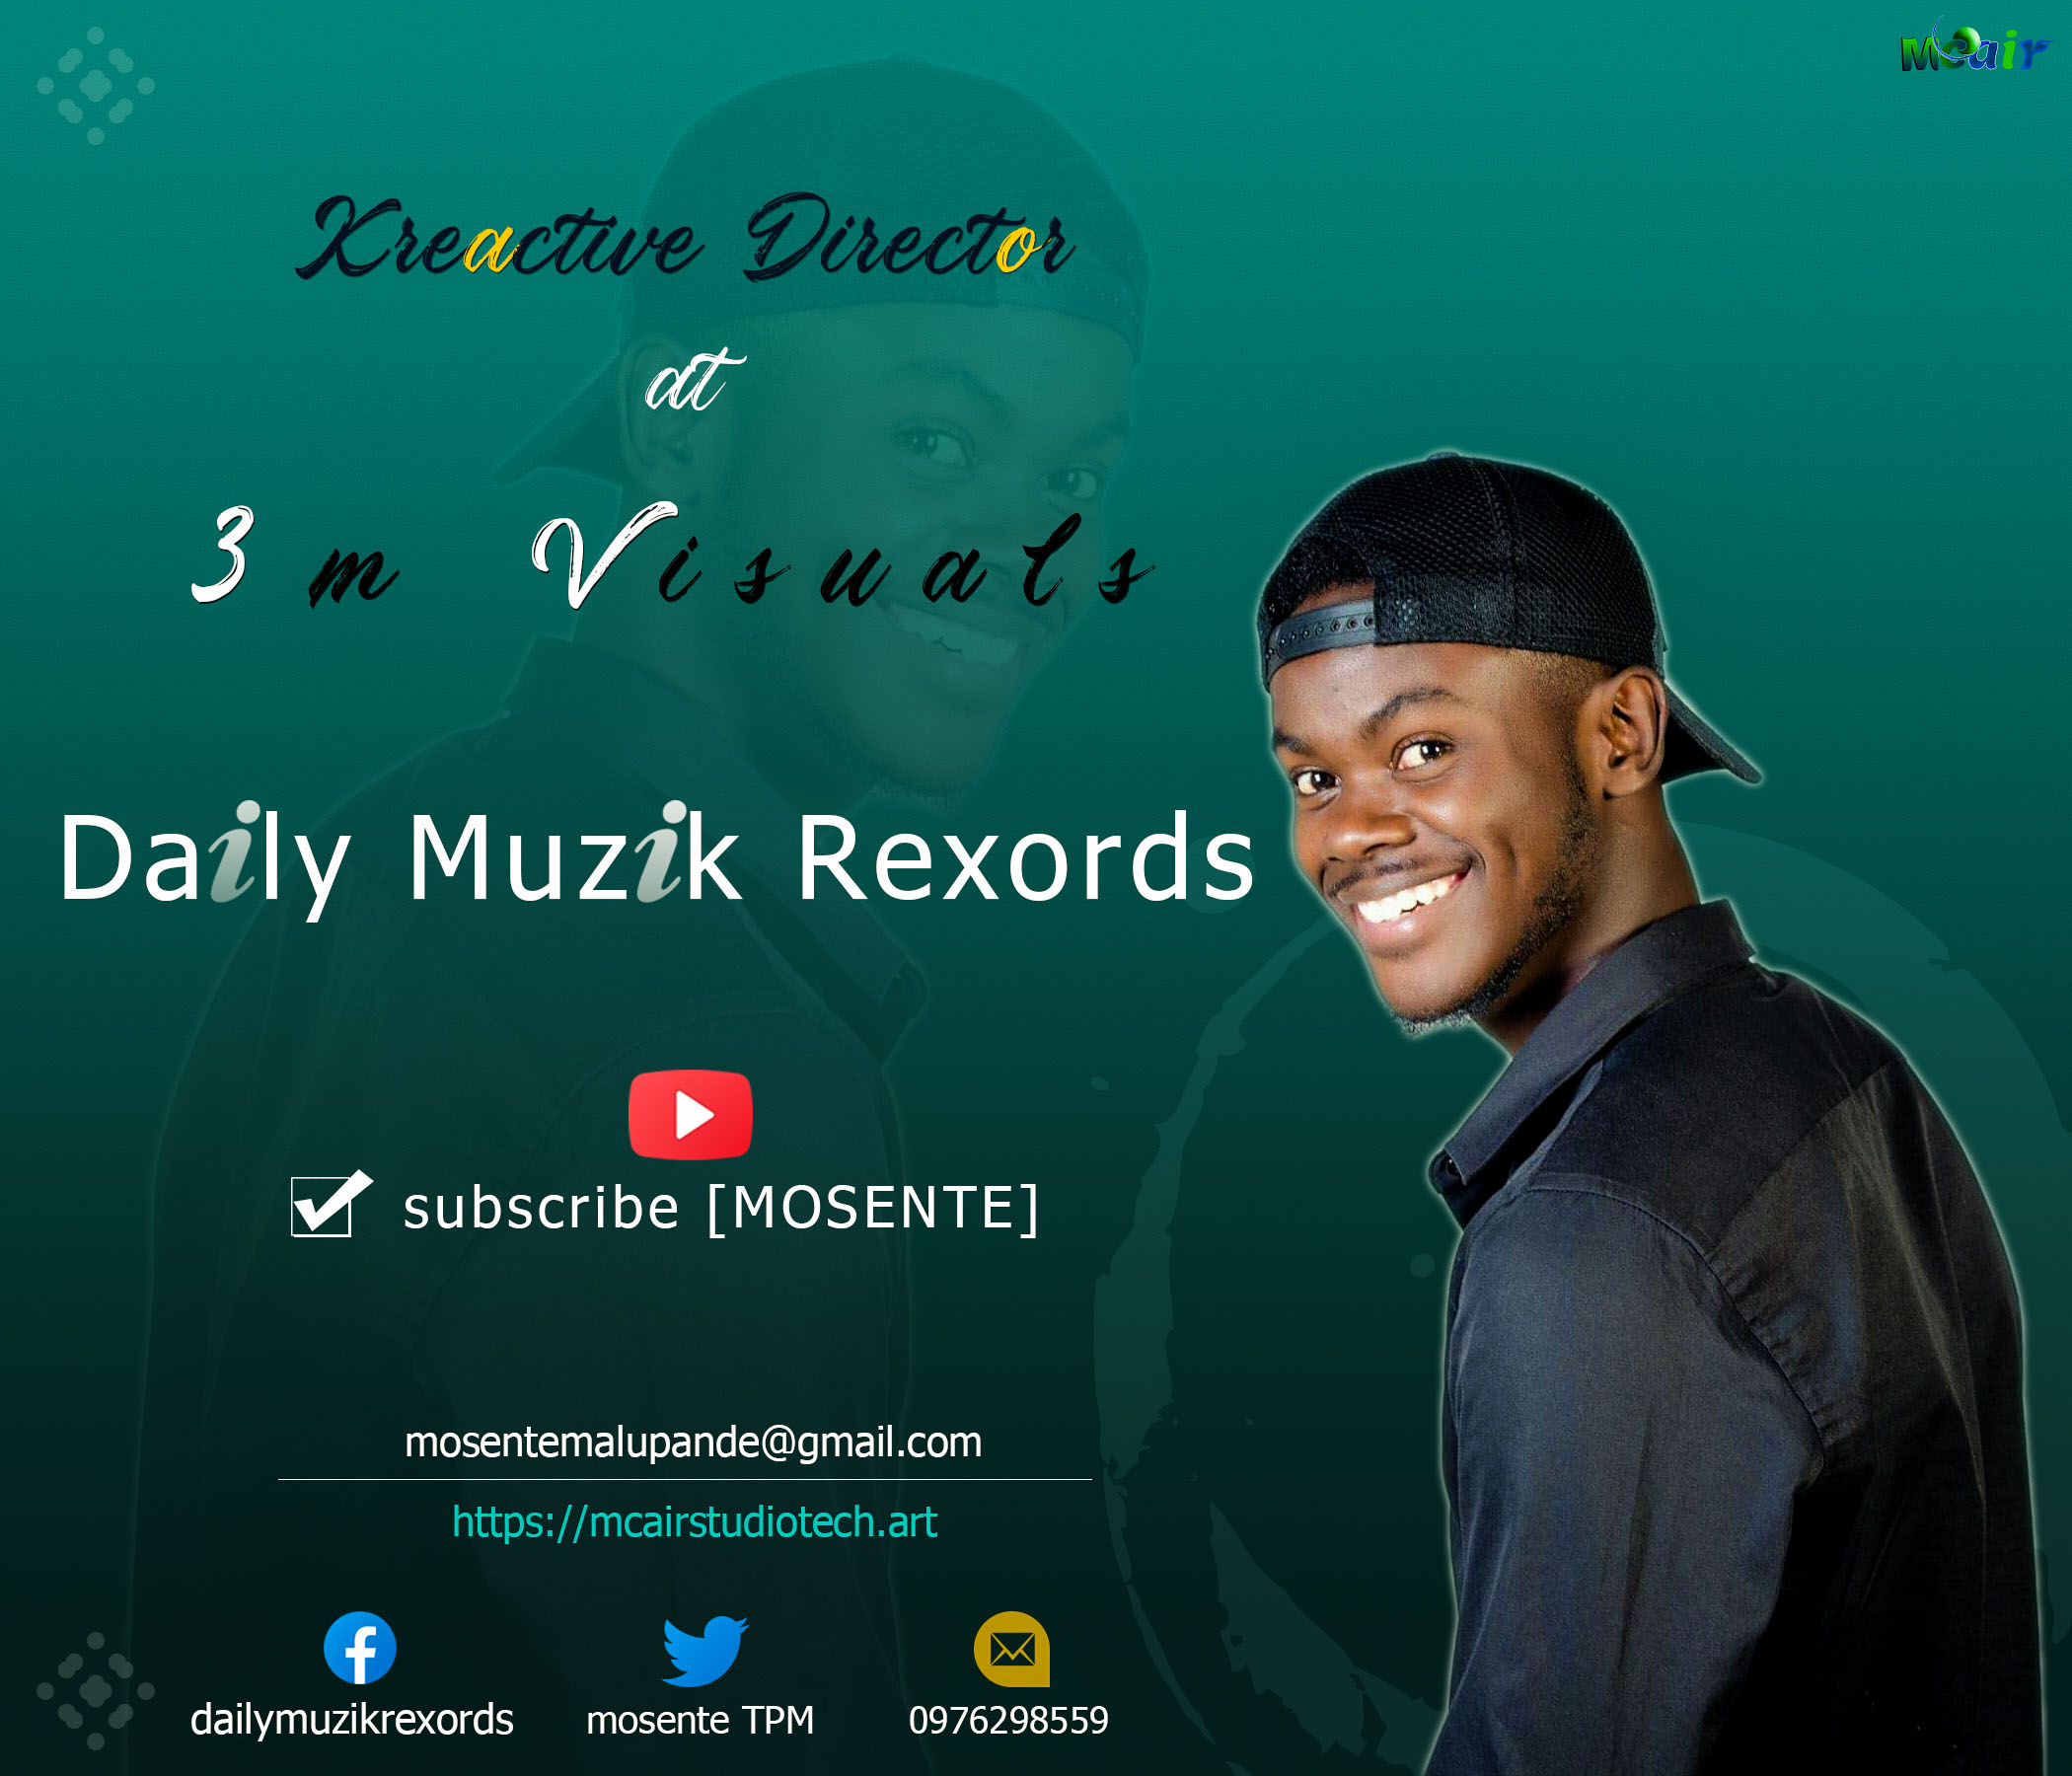 Mcair
Kreactive Director
at
3m Visuals
Daily Muzik Rexords
subscribe [MOSENTE]
mosentemalupande@gmail.com
https://mcairstudiotech.art
dailymuzikrexords
mosente TPM
0976298559